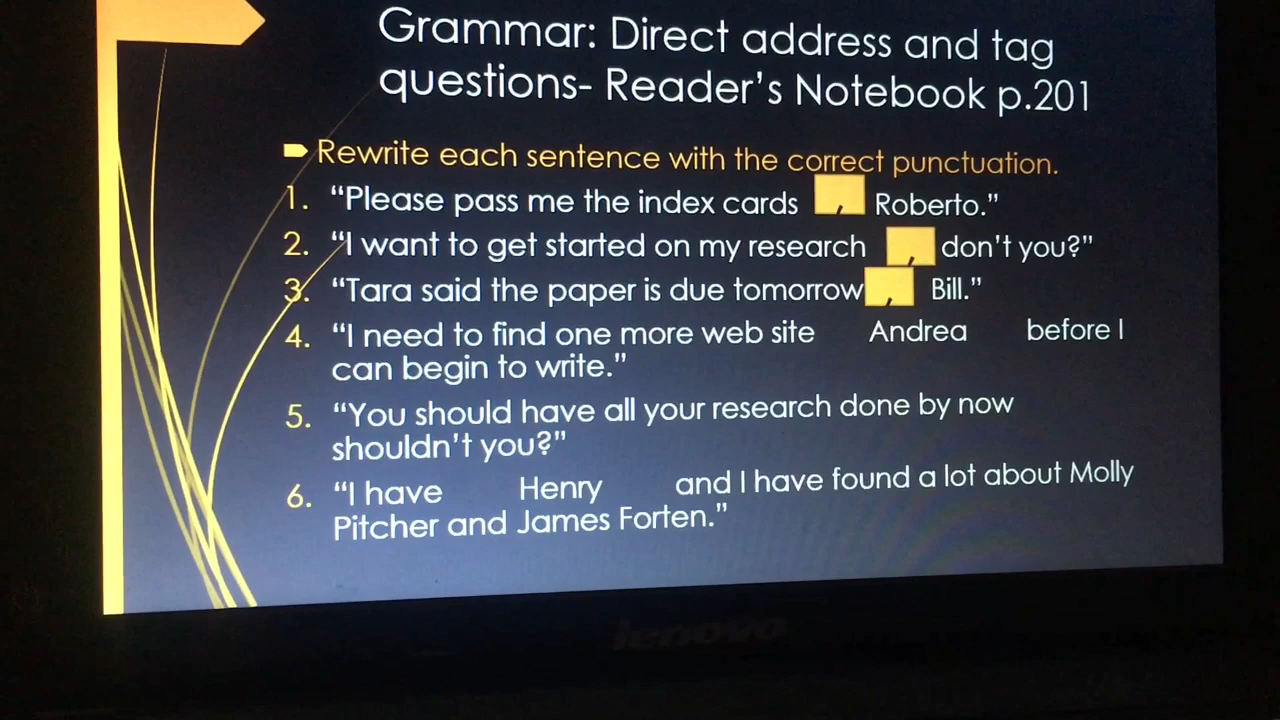 Grammar: Direct address and tag
questions- Reader's Notebook p.201
Rewrite each sentence with the correct punctuation.
1. “Please pass me the index cards , Roberto.”
2. “I want to get started on my research , don’t you?”
3. “Tara said the paper is due tomorrow , Bill.”
4. “I need to find one more web site Andrea before I
can begin to write.”
5. “You should have all your research done by now
shouldn’t you?”
6. “I have Henry and I have found a lot about Molly
Pitcher and James Forten.”
lenovo